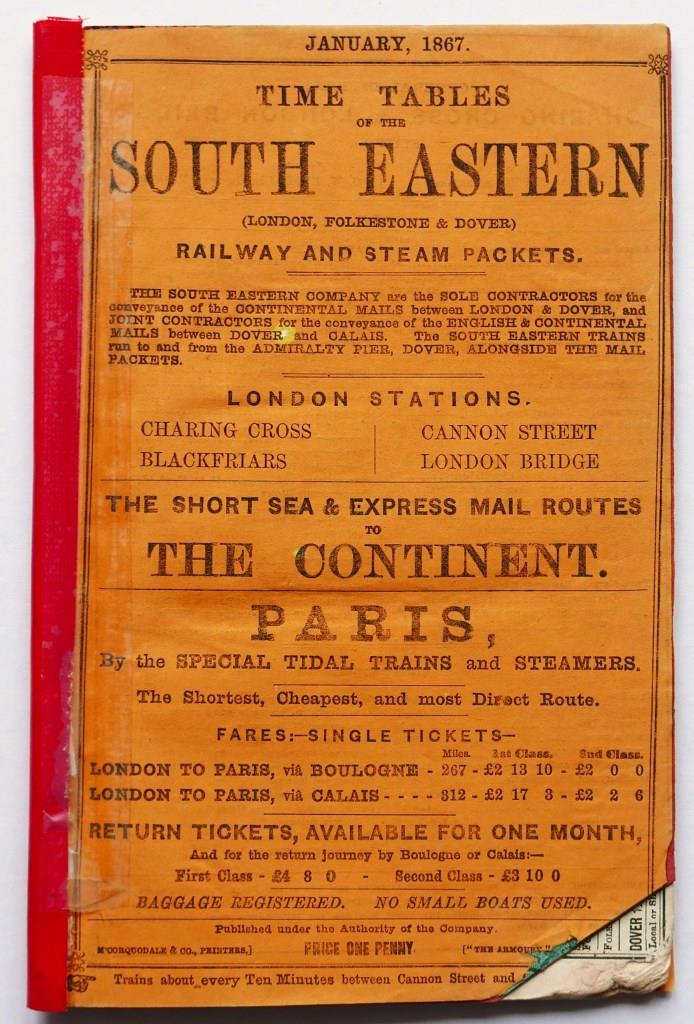 JANUARY, 1867.
TIME TABLES
OF THE
SOUTH EASTERN
(LONDON, FOLKESTONE & DOVER)
RAILWAY AND STEAM PACKETS.
THE SOUTH EASTERN COMPANY are the SOLE CONTRACTORS for the
conveyance of the CONTINENTAL MAILS between LONDON & DOVER, and
JOINT CONTRACTORS for the conveyance of the ENGLISH & CONTINENTAL
MAILS between DOVER and CALAIS. The SOUTH EASTERN TRAINS
run to and from the ADMIRALTY PIER, DOVER, ALONGSIDE THE MAIL
PACKETS.
LONDON STATIONS.
CHARING CROSS CANNON STREET
BLACKFRIARS LONDON BRIDGE
THE SHORT SEA & EXPRESS MAIL ROUTES
TO
THE CONTINENT.
PARIS,
By the SPECIAL TIDAL TRAINS and STEAMERS.
The Shortest, Cheapest, and most Direct Route.
FARES:—SINGLE TICKETS—
Miles. 1st Class. 2nd Class.
LONDON TO PARIS, viâ BOULOGNE - 267 - £2 13 10 - £2 0 0
LONDON TO PARIS, viâ CALAIS - - - - 312 - £2 17 3 - £2 2 6
RETURN TICKETS, AVAILABLE FOR ONE MONTH,
And for the return journey by Boulogne or Calais:—
First Class - £4 8 0 - Second Class - £3 10 0
BAGGAGE REGISTERED. NO SMALL BOATS USED.
Published under the Authority of the Company.
M'CORQUODALE & CO., PRINTERS.] PRICE ONE PENNY. ["THE ARMOURY"
Trains about every Ten Minutes between Cannon Street and
DOVER
Local or